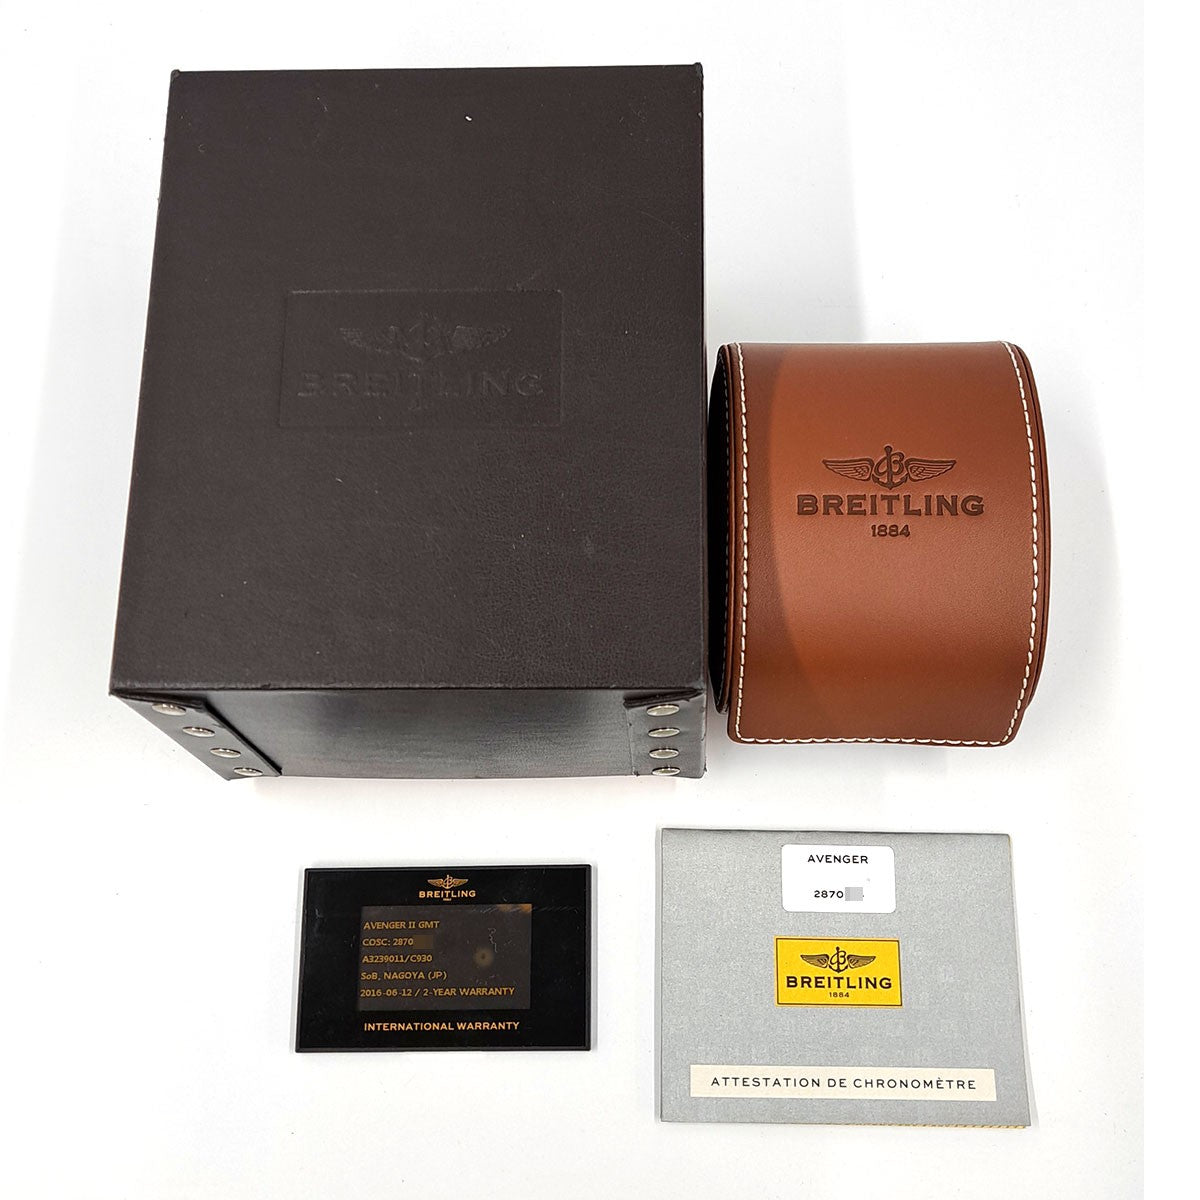 BREITLING
BREITLING
1884
BREITLING
1884
AVENGER II GMT
COSC: 2870
A3239011/C930
SoB, NAGOYA (JP)
2016-06-12 / 2-YEAR WARRANTY
INTERNATIONAL WARRANTY
AVENGER
2870
BREITLING
1884
ATTESTATION DE CHRONOMÈTRE